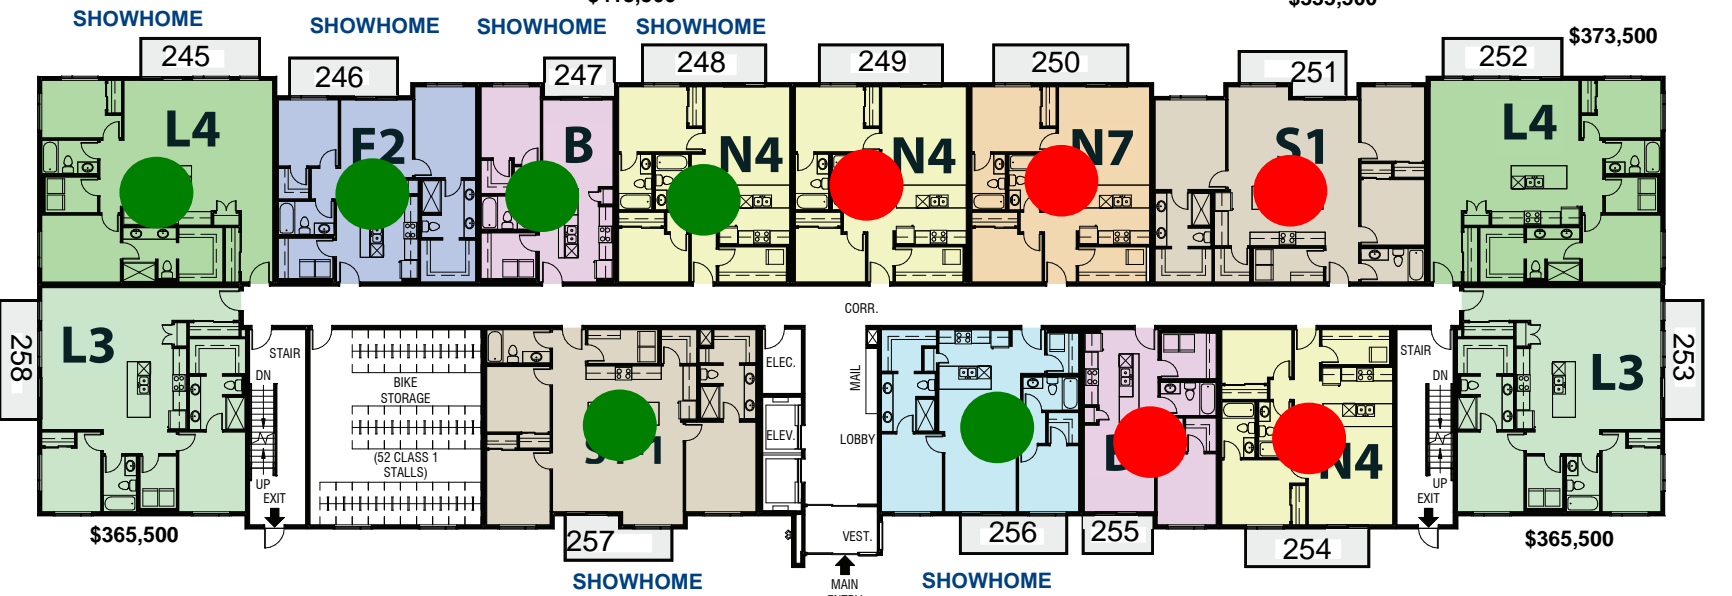 SHOWHOME
SHOWHOME
SHOWHOME
SHOWHOME
$373,500
245
246
247
248
249
250
251
252
L4
B
N4
N4
N7
S1
L4
CORR.
258
L3
STAIR
DN
UP
EXIT
BIKE
STORAGE
(52 CLASS 1
STALLS)
ELEC.
ELEV.
MAIL
LOBBY
VEST.
MAIN
N4
STAIR
DN
UP
EXIT
L3
253
$365,500
257
256
255
254
$365,500
SHOWHOME
SHOWHOME